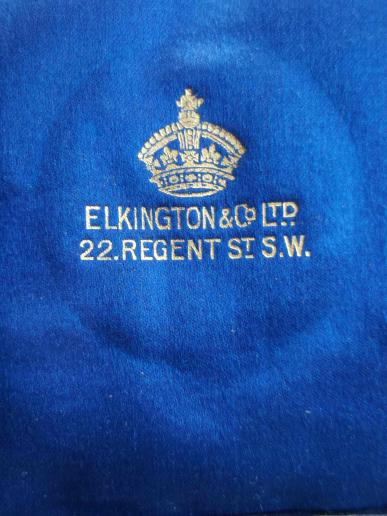 ELKINGTON & Co LTD.
22. REGENT ST S.W.